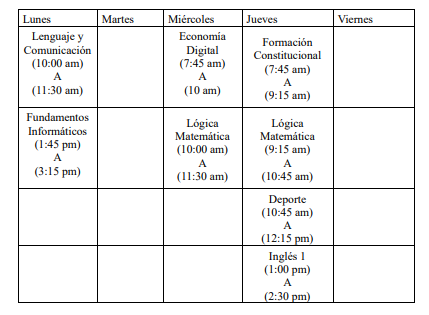 Lunes Martes Miércoles Jueves Viernes
Lenguaje y
Comunicación
(10:00 am)
A
(11:30 am)
Economía
Digital
(7:45 am)
A
(10 am)
Formación
Constitucional
(7:45 am)
A
(9:15 am)
Fundamentos
Informáticos
(1:45 pm)
A
(3:15 pm)
Lógica
Matemática
(10:00 am)
A
(11:30 am)
Lógica
Matemática
(9:15 am)
A
(10:45 am)
Deporte
(10:45 am)
A
(12:15 pm)
Inglés 1
(1:00 pm)
A
(2:30 pm)